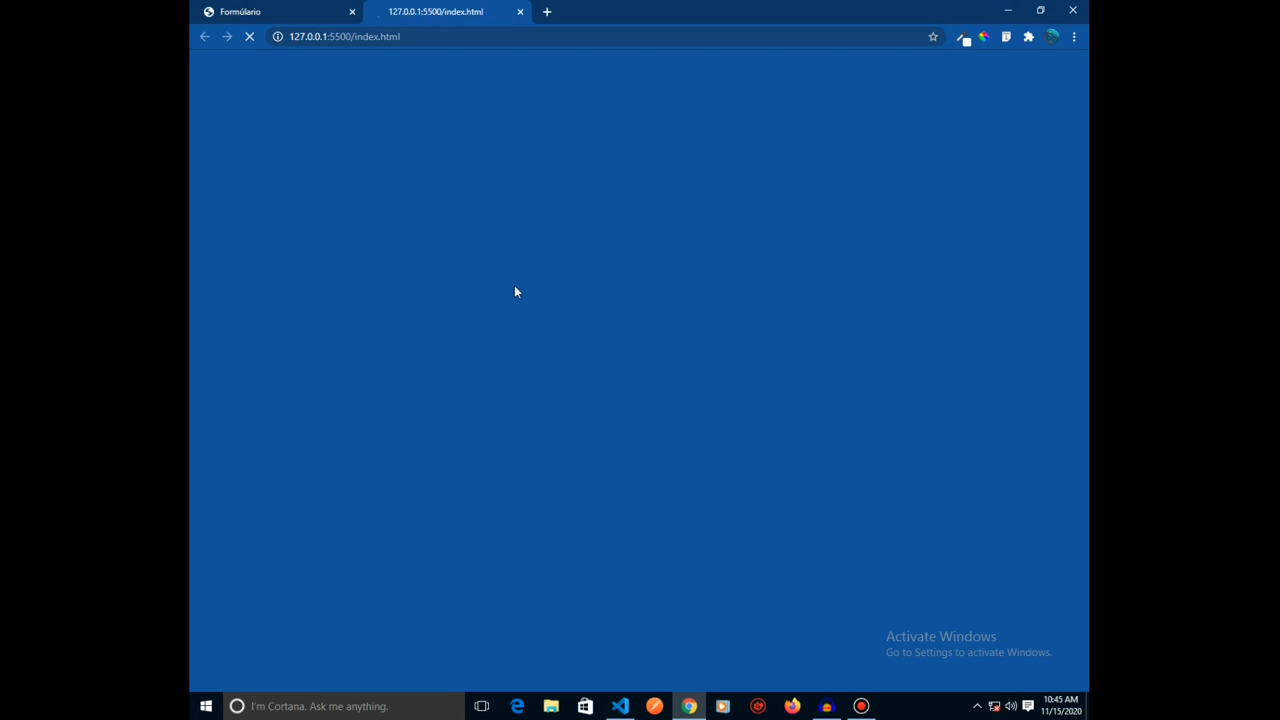 Formúlario
127.0.0.1:5500/index.html
127.0.0.1:5500/index.html
Activate Windows
Go to Settings to activate Windows.
I'm Cortana. Ask me anything.
10:45 AM
11/15/2020